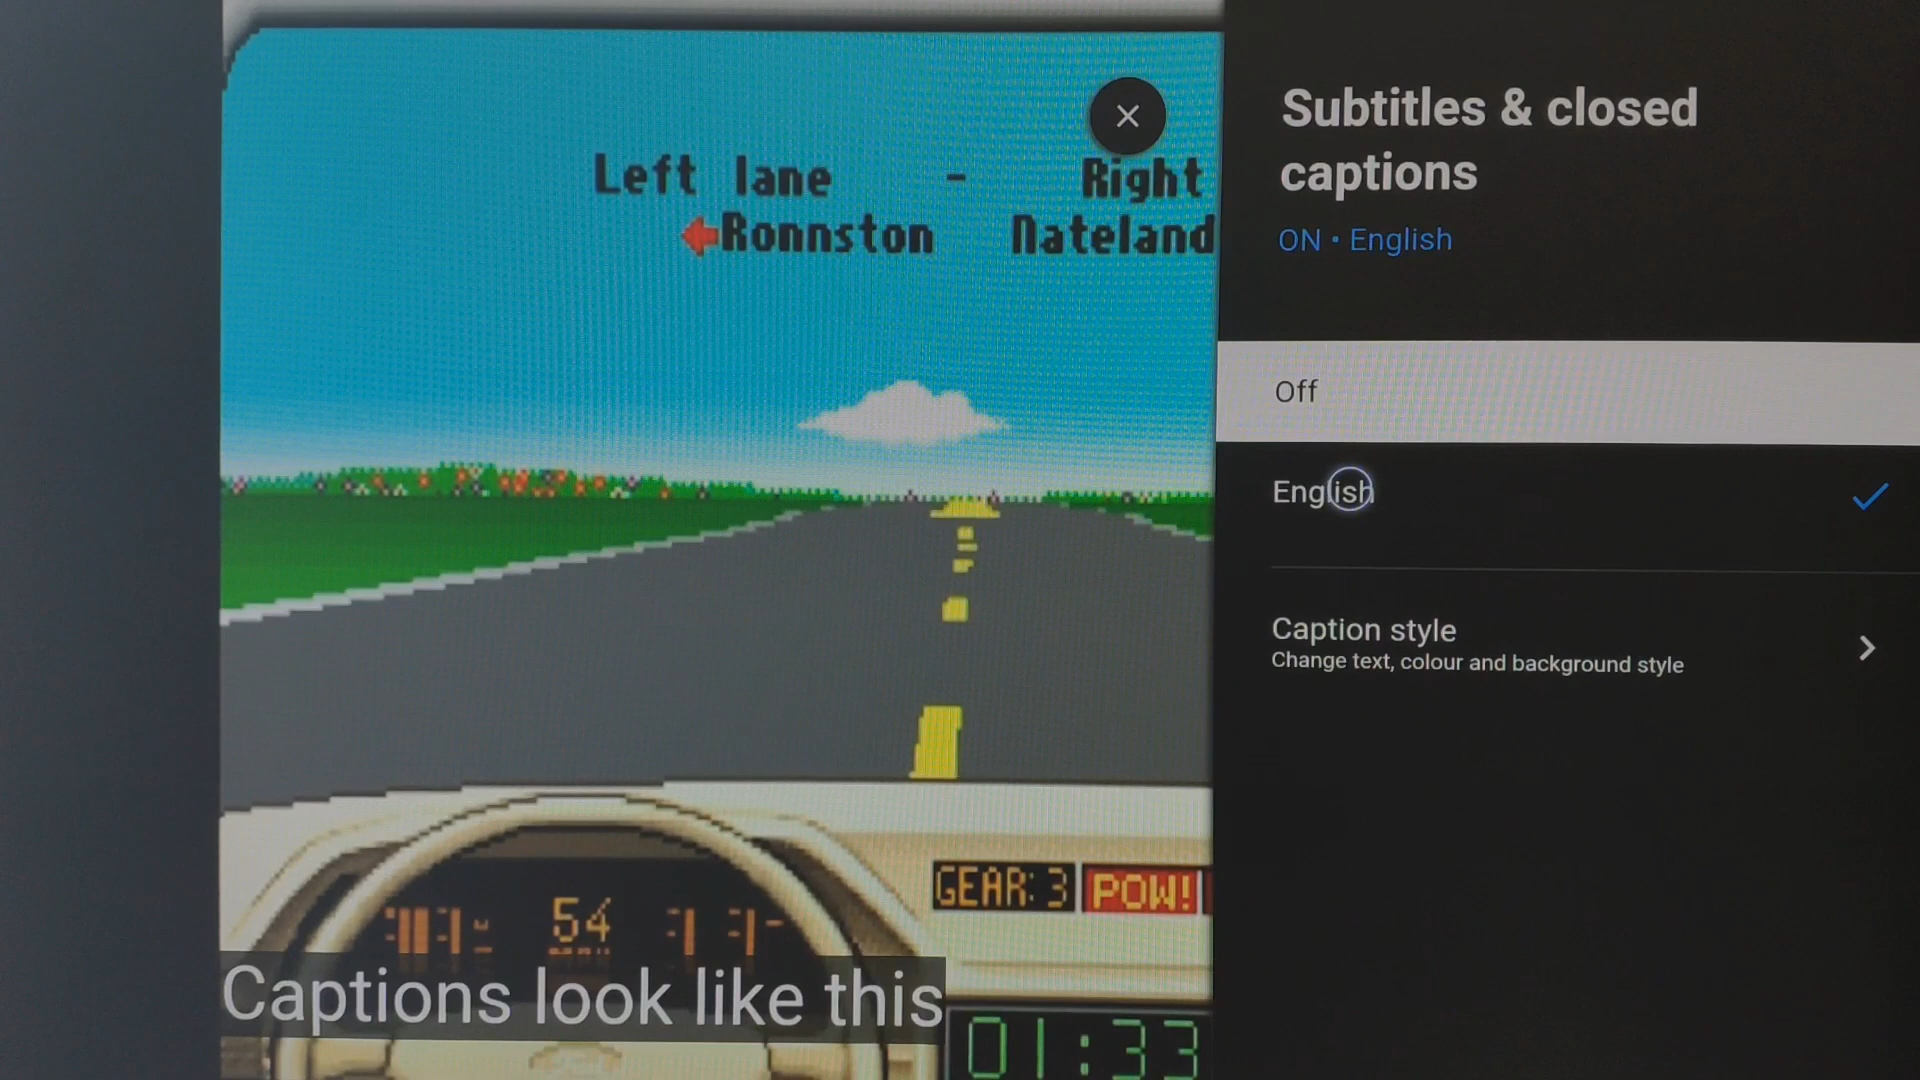 Left lane - Right
Ronnston Nateland
GEAR: 3 POW!
54
Captions look like this
01:33
Subtitles & closed
captions
ON • English
Off
English
Caption style
Change text, colour and background style